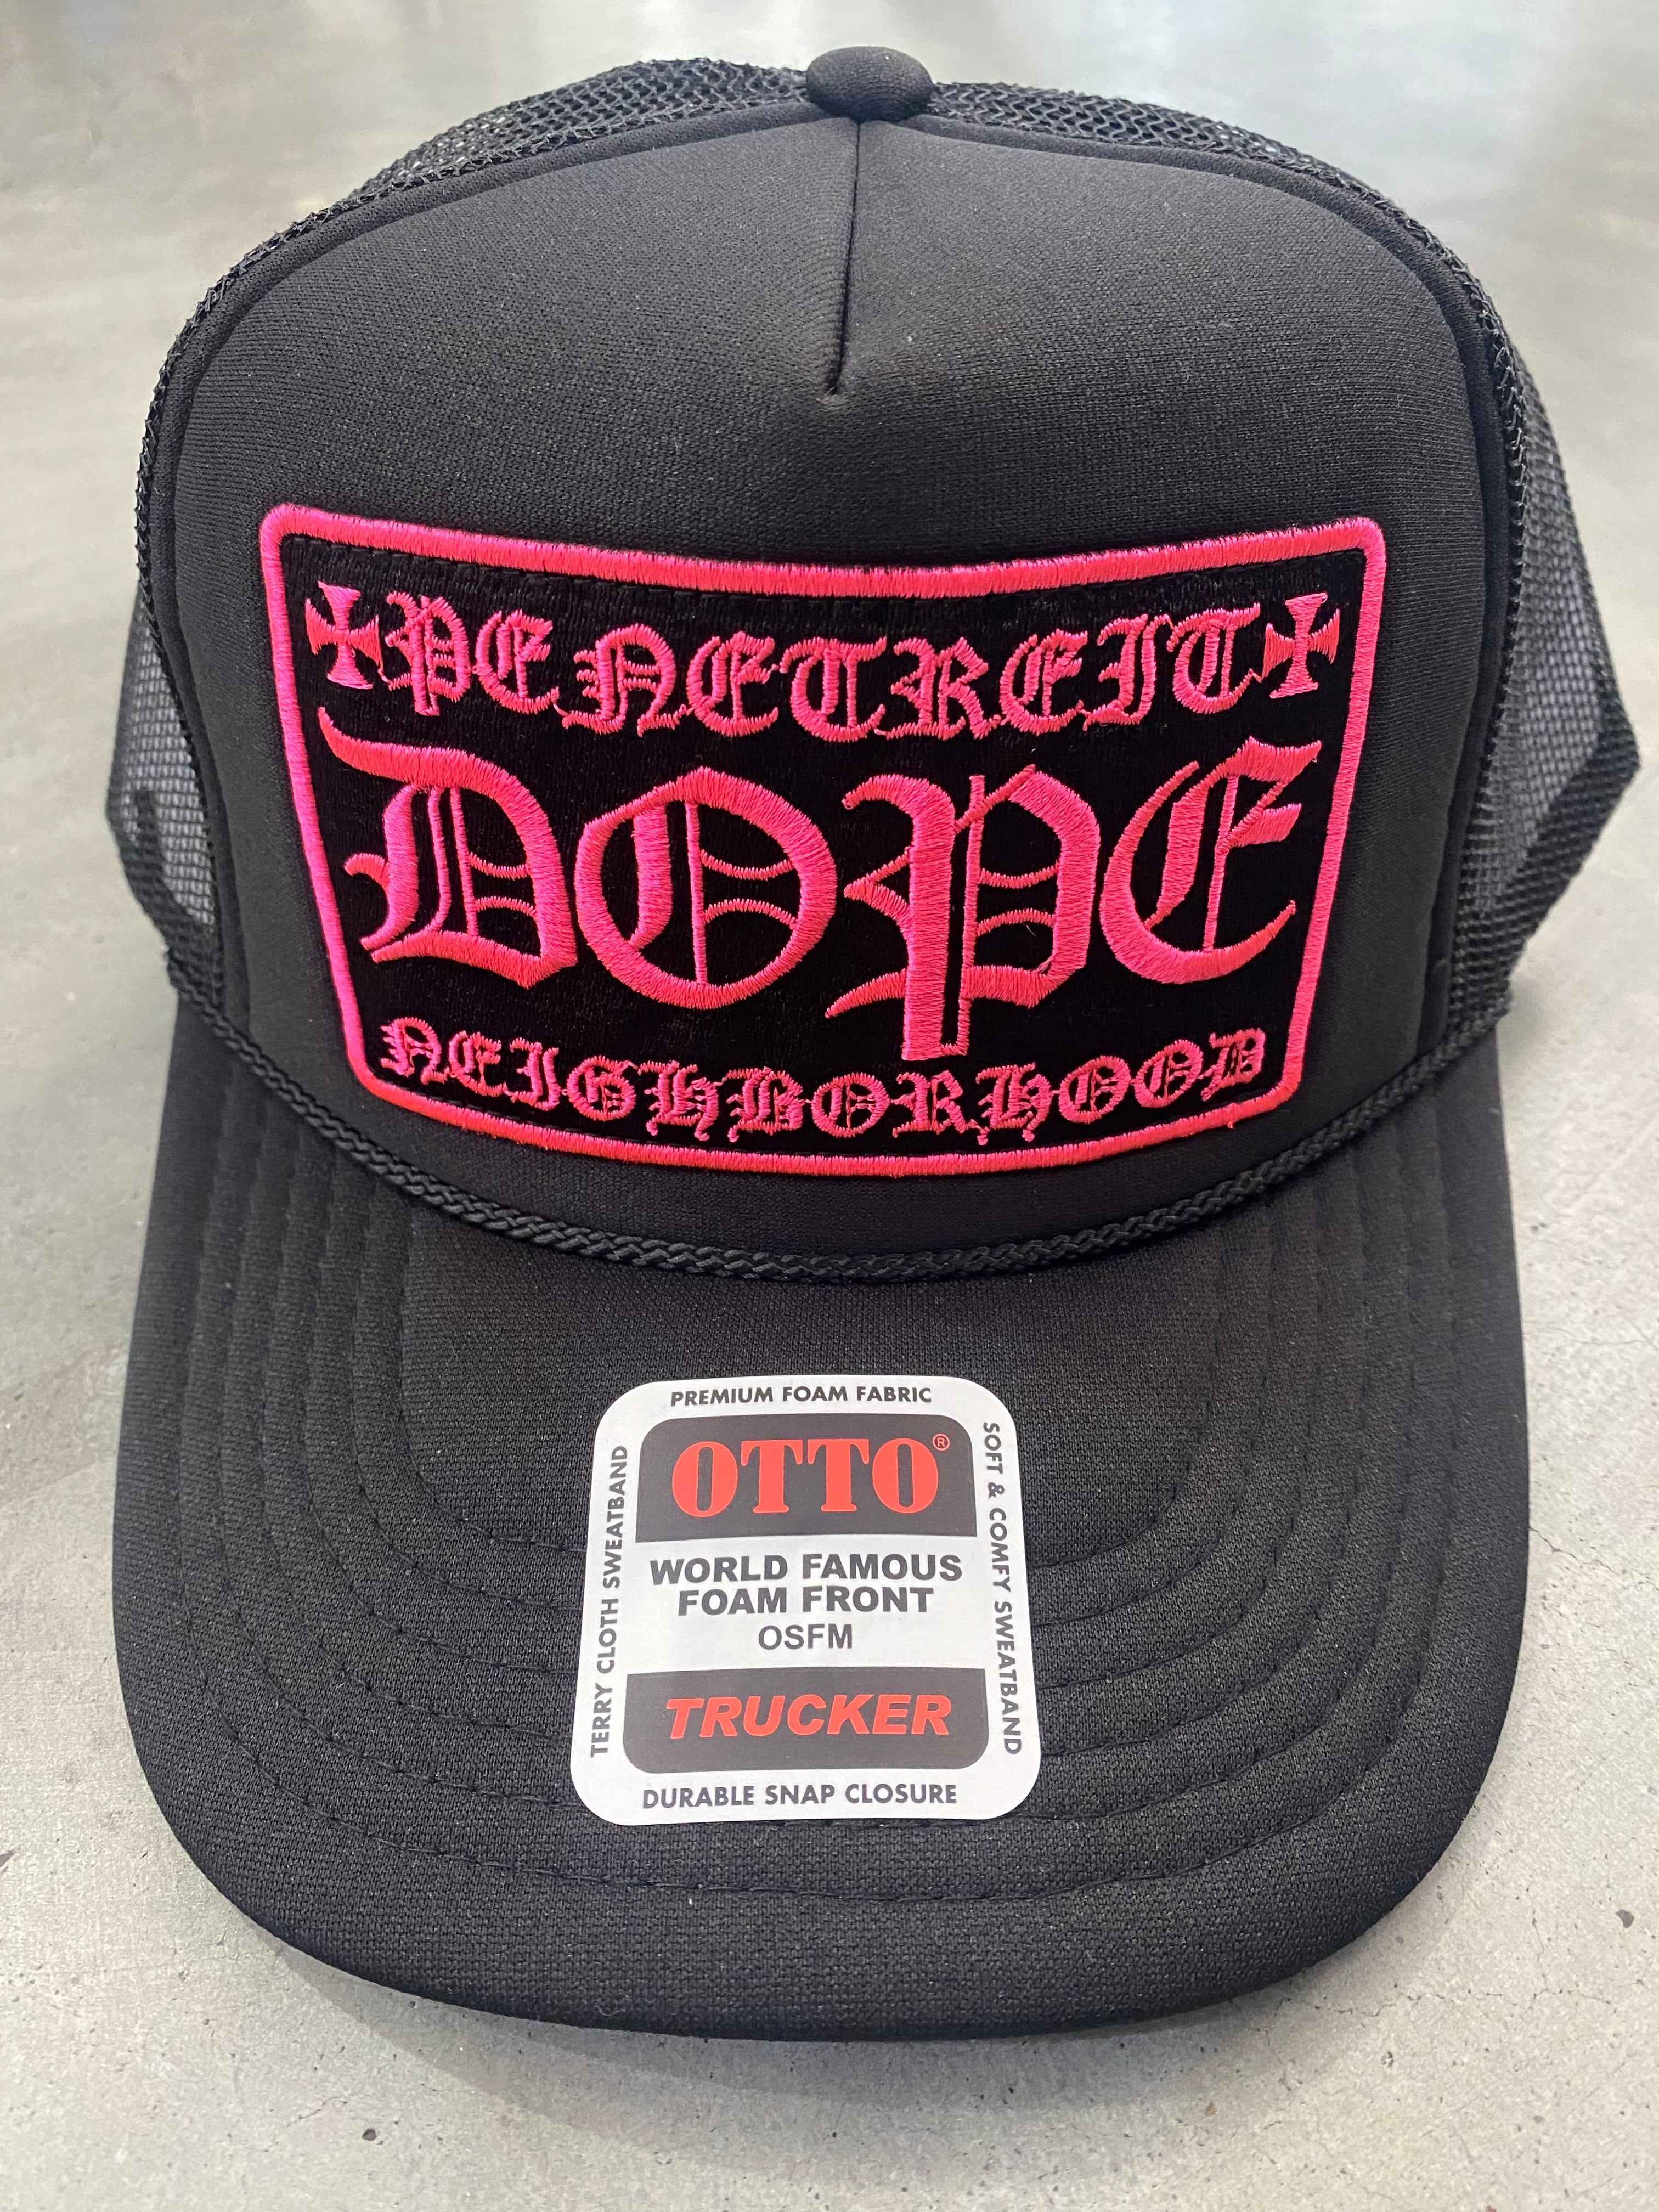 PENETREIT
DOPE
NEIGHBORHOOD
PREMIUM FOAM FABRIC
OTTO®
WORLD FAMOUS
FOAM FRONT
OSFM
TRUCKER
DURABLE SNAP CLOSURE
TERRY CLOTH SWEATBAND
SOFT & COMFY SWEATBAND